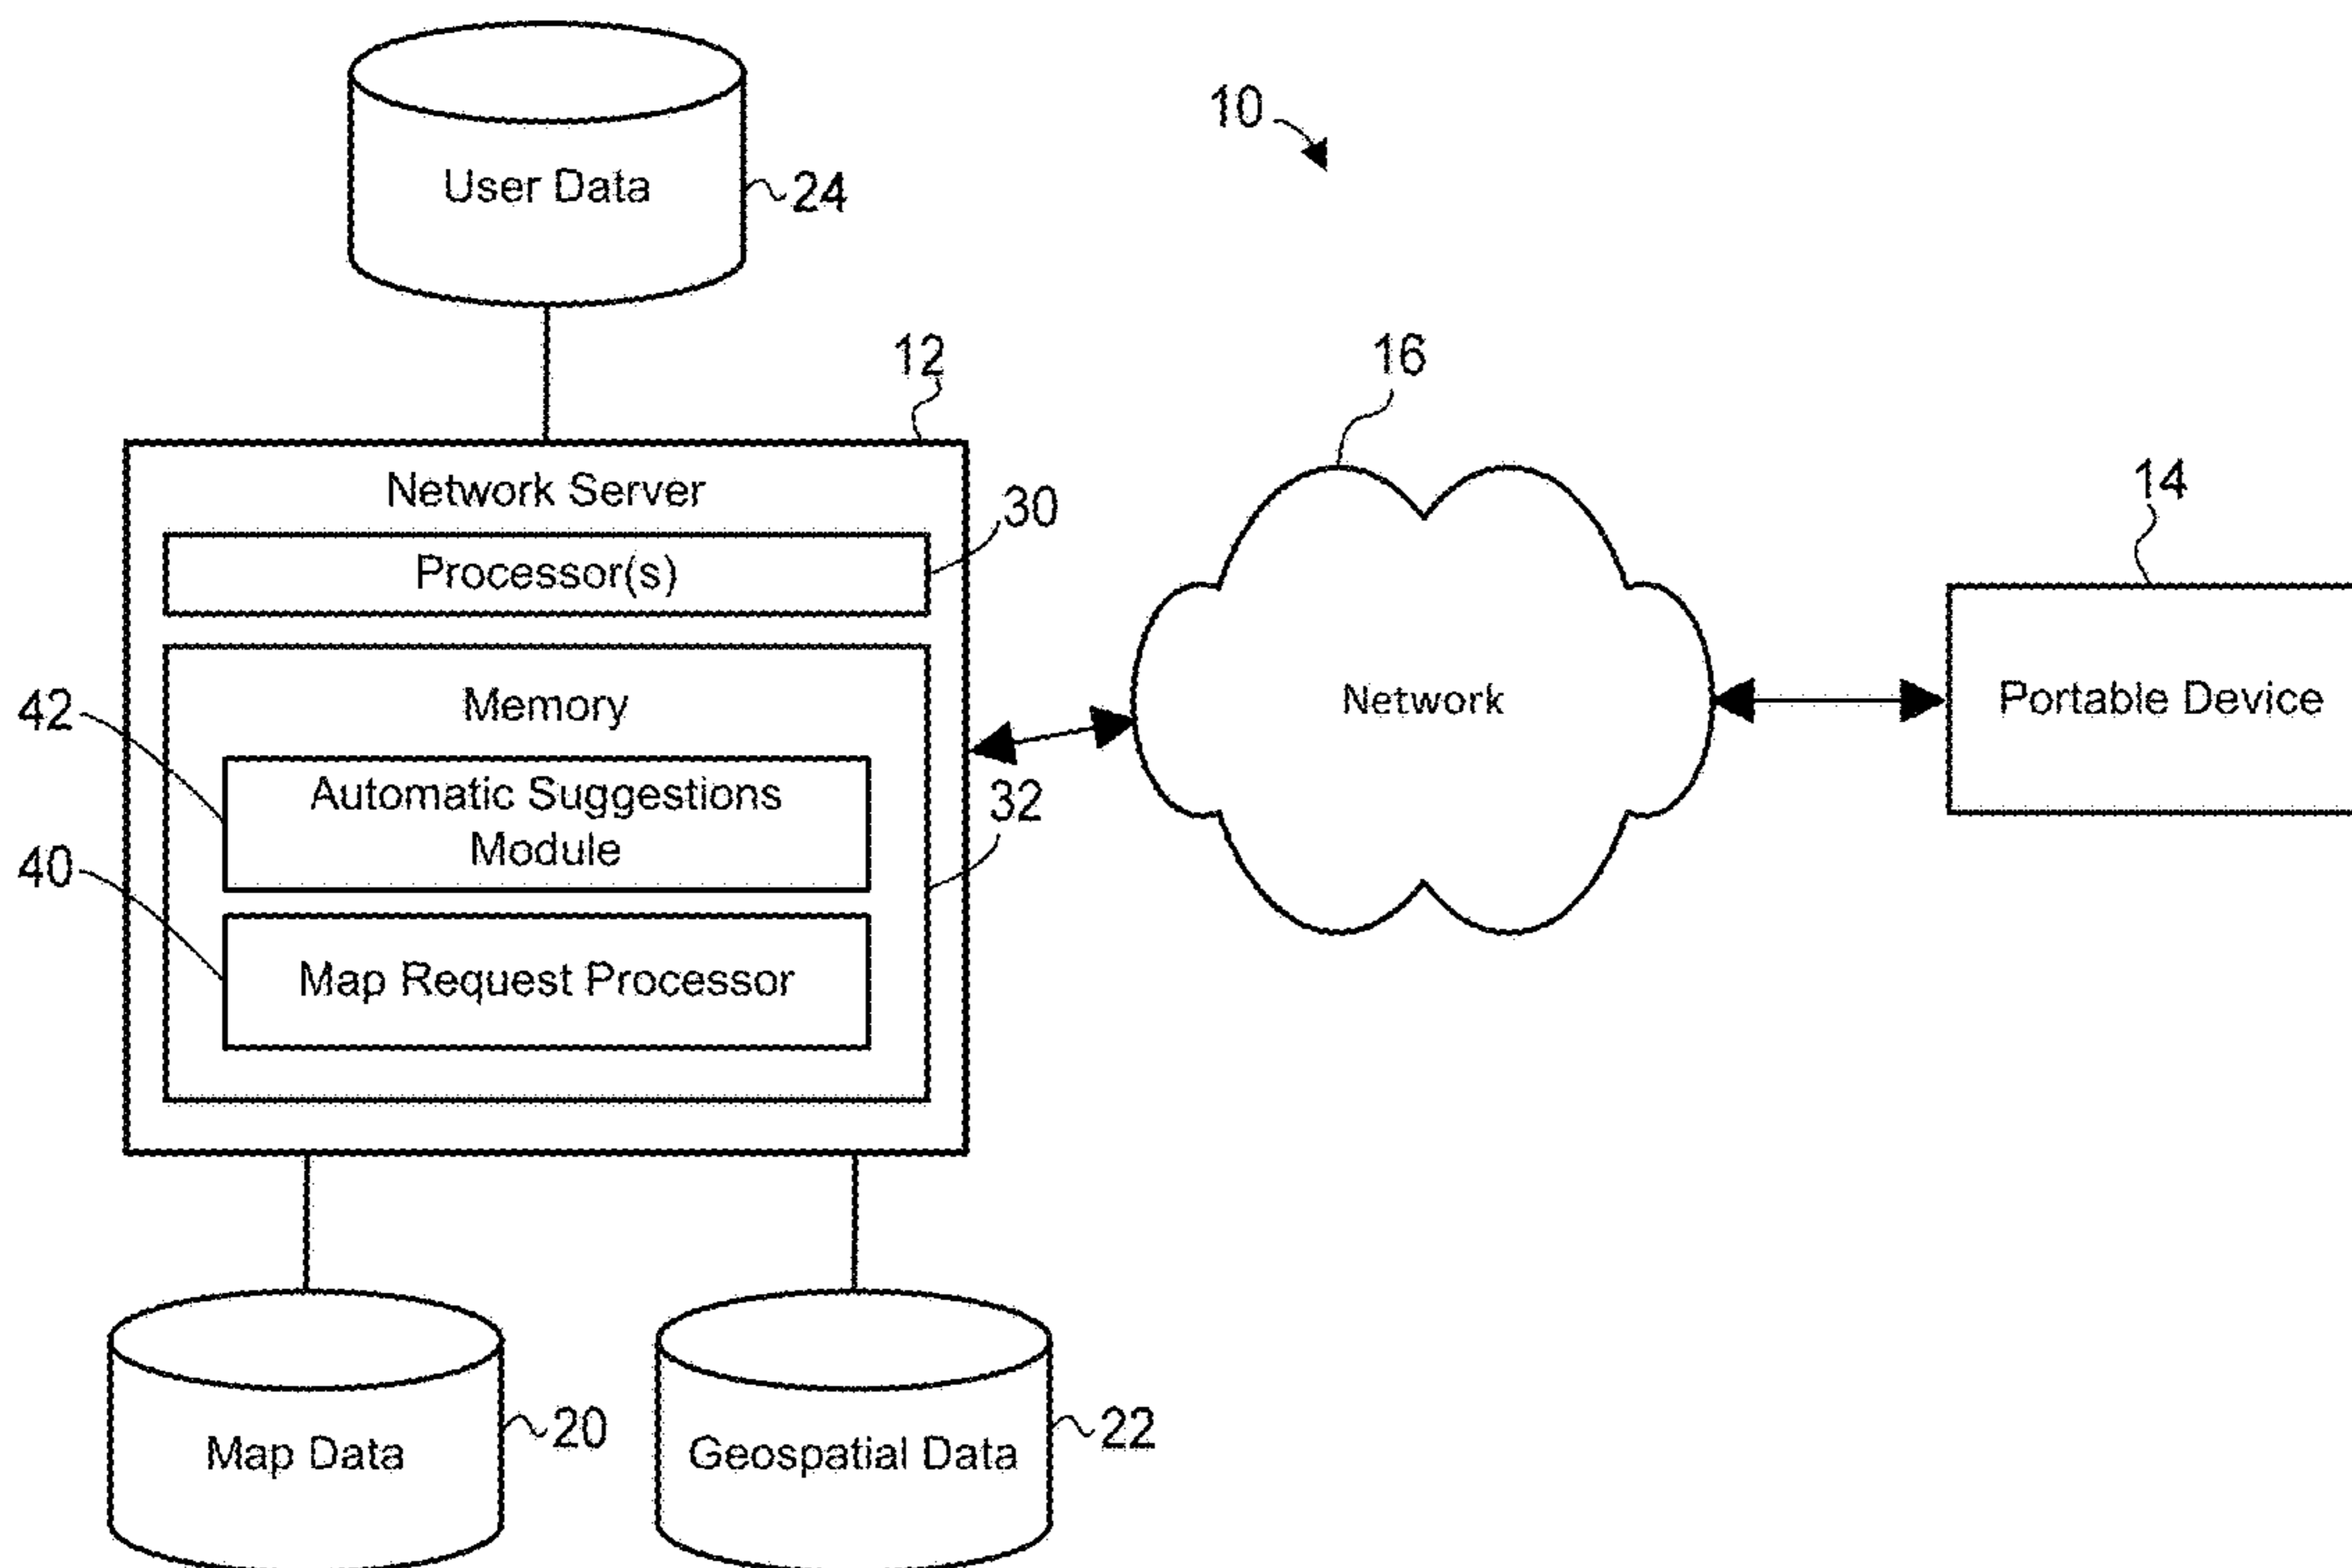 10
User Data
24
12
16
Network Server
14
30
Processor(s)
42
Memory
Network
Portable Device
Automatic Suggestions
Module
32
40
Map Request Processor
Map Data
20
Geospatial Data
22